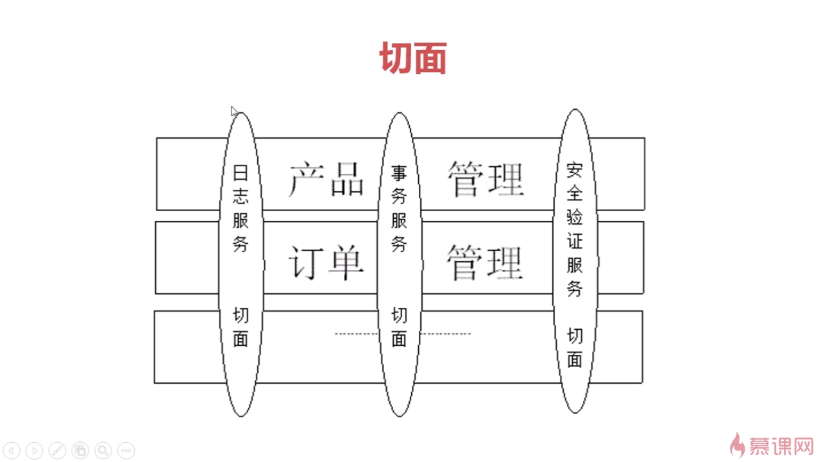 切面
产品 管理
订单 管理
日志服务 切面
事务服务 切面
安全验证服务 切面
慕课网